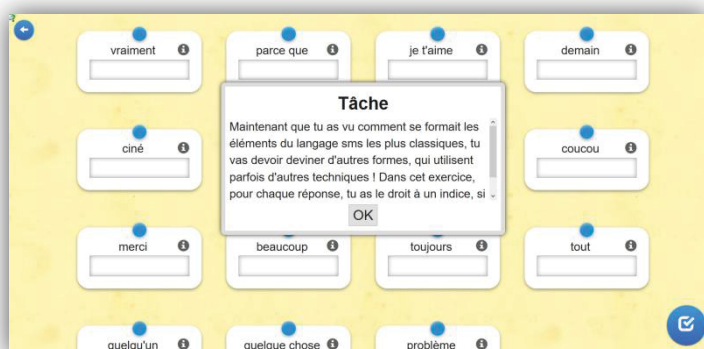 vraiment
parce que
je t'aime
demain
Tâche
Maintenant que tu as vu comment se formait les
éléments du langage sms les plus classiques, tu
vas devoir deviner d'autres formes, qui utilisent
parfois d'autres techniques ! Dans cet exercice,
pour chaque réponse, tu as le droit à un indice, si
OK
ciné
coucou
merci
beaucoup
toujours
tout
quelqu'un
quelque chose
problème